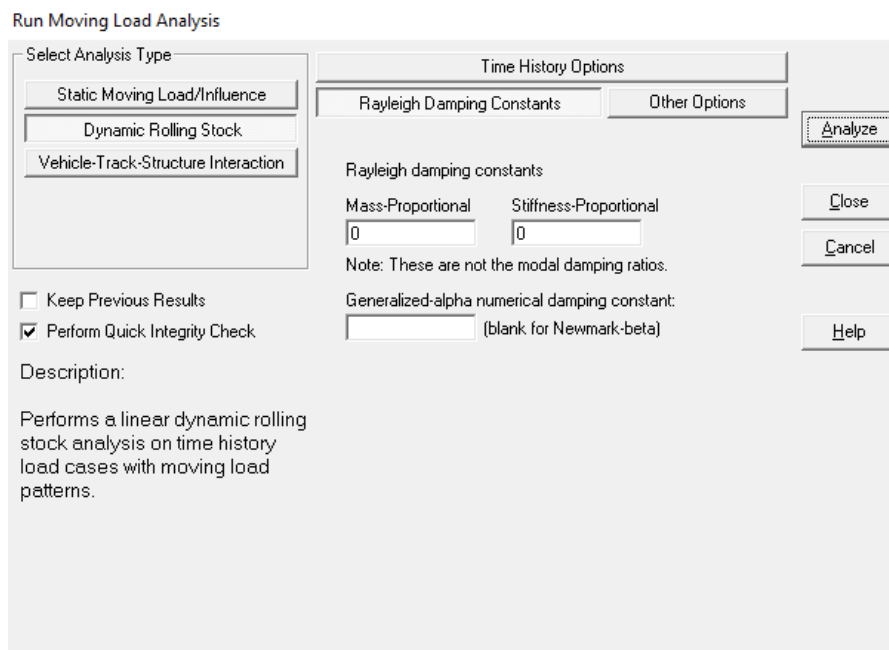 Run Moving Load Analysis
Select Analysis Type
Static Moving Load/Influence
Dynamic Rolling Stock
Vehicle-Track-Structure Interaction
Keep Previous Results
Perform Quick Integrity Check
Description:
Performs a linear dynamic rolling
stock analysis on time history
load cases with moving load
patterns.
Time History Options
Rayleigh Damping Constants
Other Options
Rayleigh damping constants
Mass-Proportional
Stiffness-Proportional
0
0
Note: These are not the modal damping ratios.
Generalized-alpha numerical damping constant:
(blank for Newmark-beta)
Analyze
Close
Cancel
Help